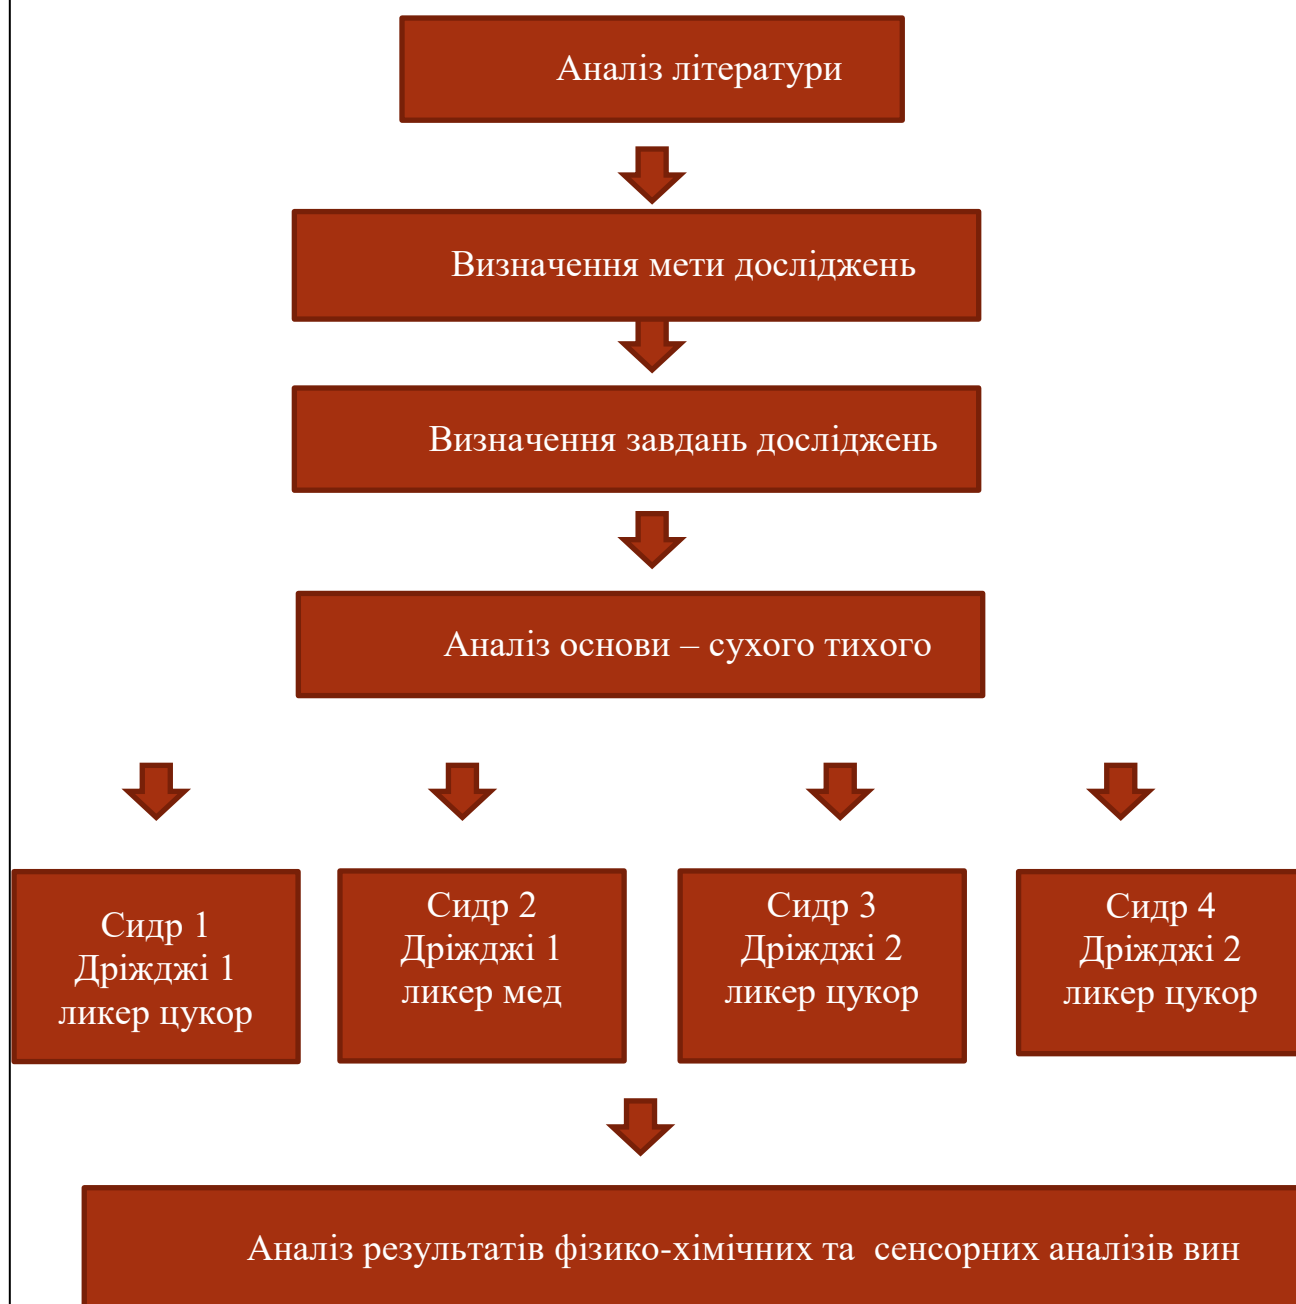 Аналіз літератури
Визначення мети досліджень
Визначення завдань досліджень
Аналіз основи – сухого тихого
Сидр 1
Дріжджі 1
ликер цукор
Сидр 2
Дріжджі 1
ликер мед
Сидр 3
Дріжджі 2
ликер цукор
Сидр 4
Дріжджі 2
ликер цукор
Аналіз результатів фізико-хімічних та сенсорних аналізів вин